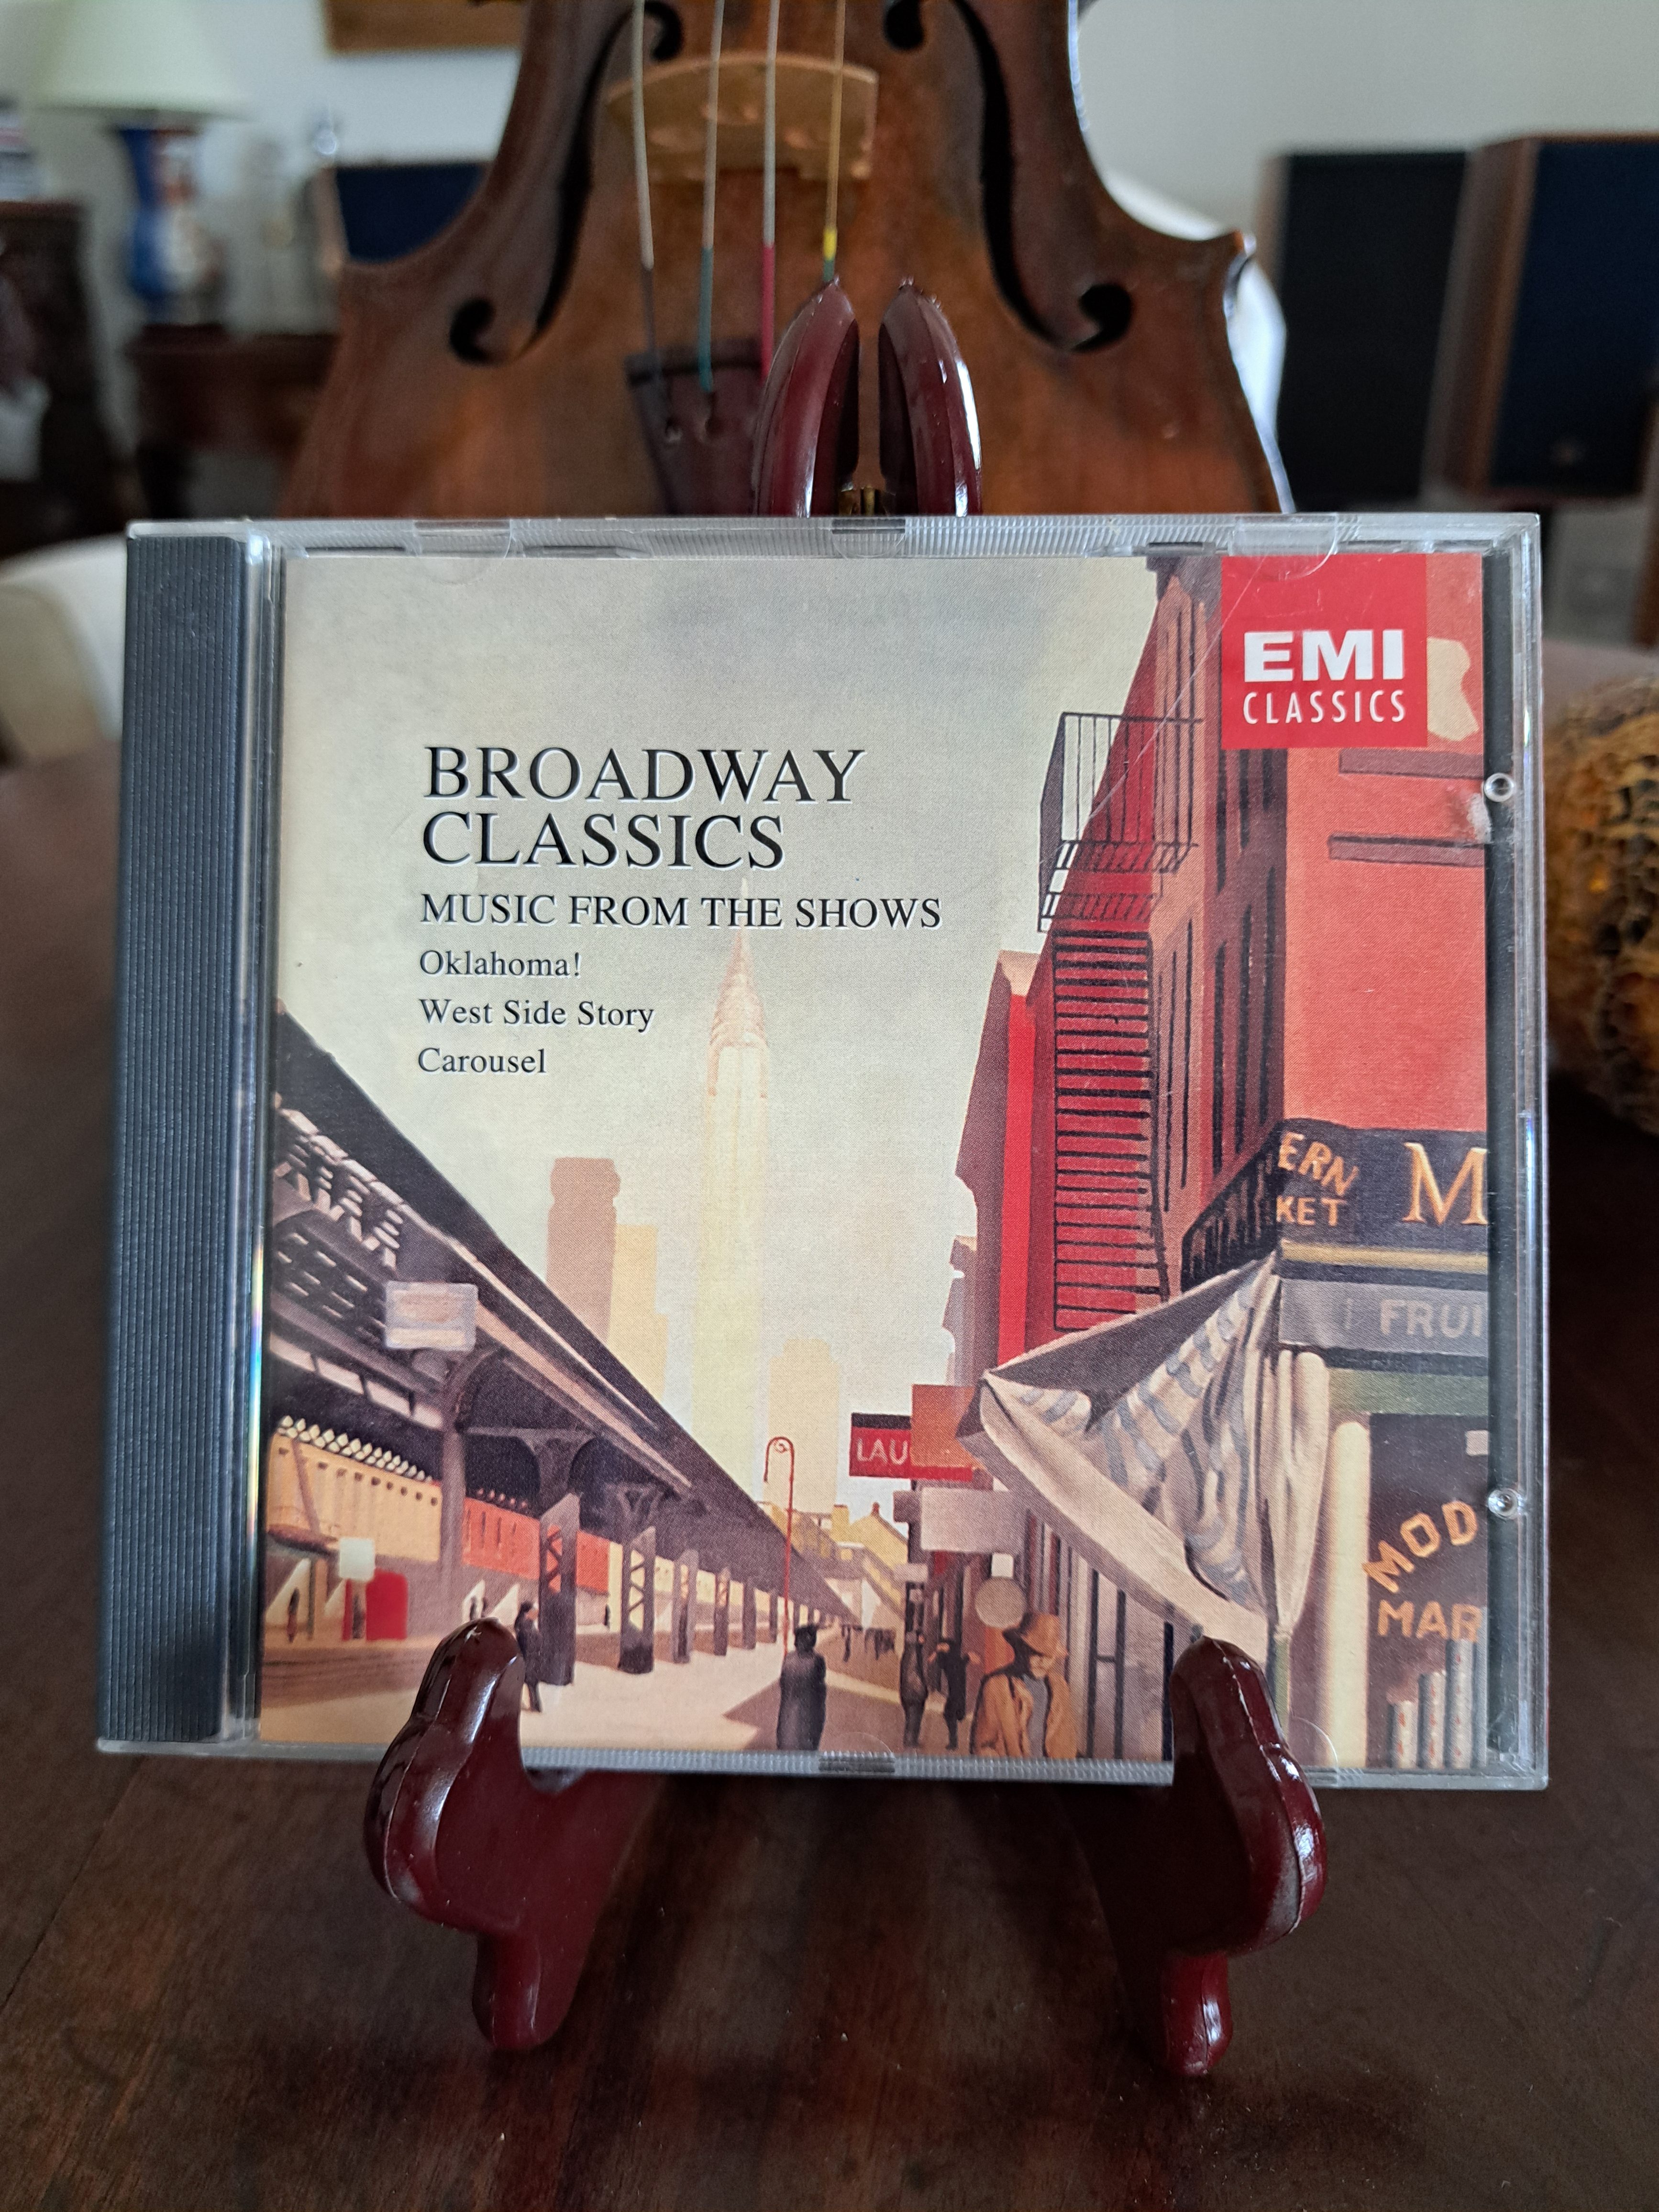 EMI
CLASSICS
BROADWAY
CLASSICS
MUSIC FROM THE SHOWS
Oklahoma!
West Side Story
Carousel
ERN
KET
M
FRUI
LAU
MOD
MAR